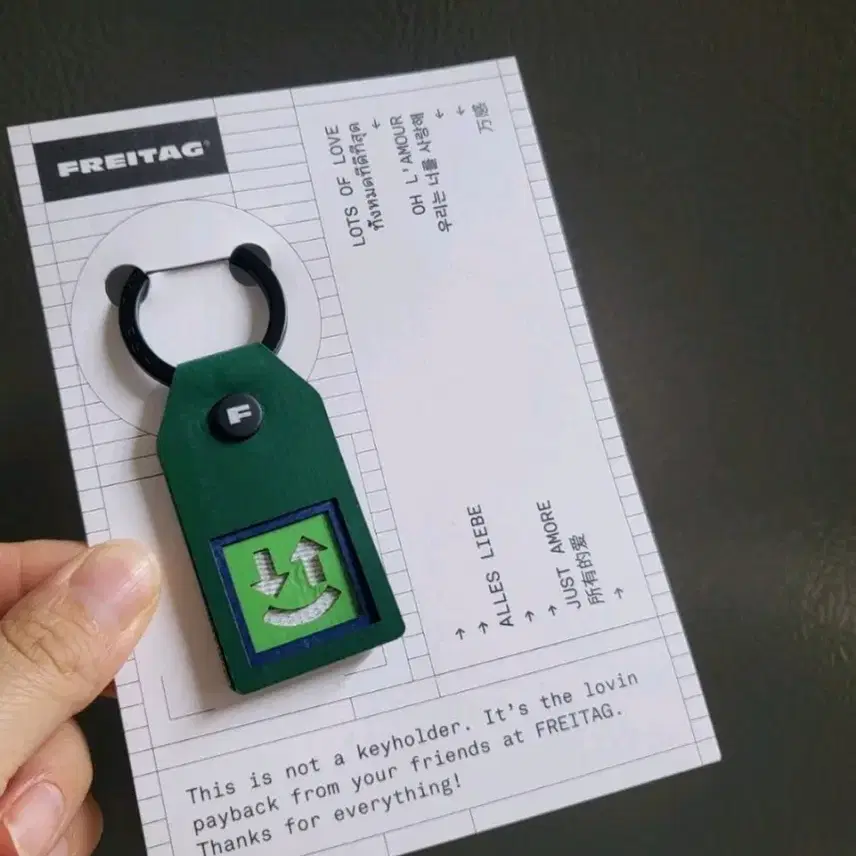 FREITAG
F
LOTS OF LOVE
ทั้งหมดที่ดีที่สุด
←
OH L'AMOUR
우리는 너를 사랑해
←
←
万感
→
→
ALLES LIEBE
→
→
JUST AMORE
所有的爱
→
This is not a keyholder. It's the lovin
payback from your friends at FREITAG.
Thanks for everything!